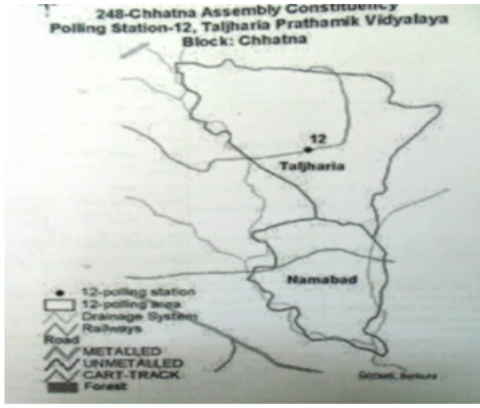 248-Chhatna Assembly Constituency
Polling Station-12, Taljharia Prathamik Vidyalaya
Block: Chhatna
12
Taljharia
Namabad
12-polling station
12-polling area
Drainage System
Railways
Road
METALLED
UNMETALLED
CART-TRACK
Forest
Bankura